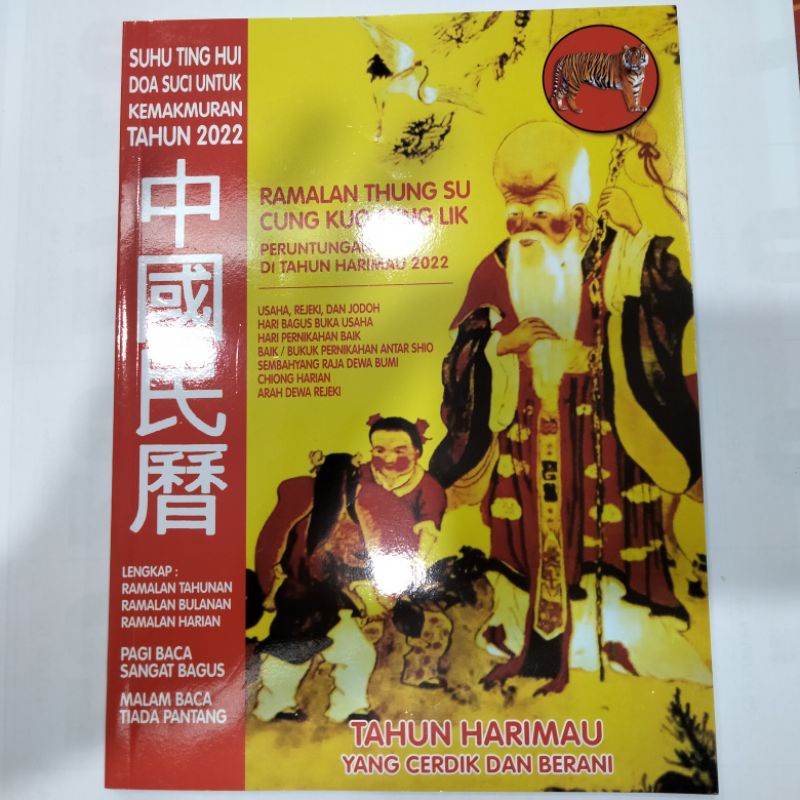 SUHU TING HUI
DOA SUCI UNTUK
KEMAKMURAN
TAHUN 2022
中國民曆
LENGKAP :
RAMALAN TAHUNAN
RAMALAN BULANAN
RAMALAN HARIAN
PAGI BACA
SANGAT BAGUS
MALAM BACA
TIADA PANTANG
RAMALAN THUNG SU
CUNG KUO LIK
PERUNTUNGAN
DI TAHUN HARIMAU 2022
USAHA, REJEKI, DAN JODOH
HARI BAGUS BUKA USAHA
HARI PERNIKAHAN BAIK
BAIK / BUKUK PERNIKAHAN ANTAR SHIO
SEMBAHYANG RAJA DEWA BUMI
CHIONG HARIAN
ARAH DEWA REJEKI
TAHUN HARIMAU
YANG CERDIK DAN BERANI